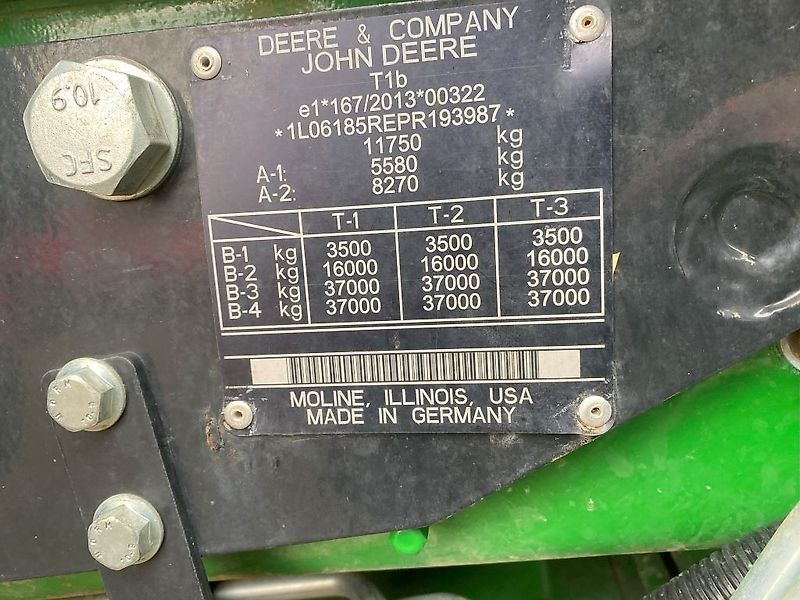 DEERE & COMPANY
JOHN DEERE
T1b
e1*167/2013*00322
*1L06185REPR193987*
11750 kg
A-1: 5580 kg
A-2: 8270 kg
T-1 T-2 T-3
B-1 kg 3500 3500 3500
B-2 kg 16000 16000 16000
B-3 kg 37000 37000 37000
B-4 kg 37000 37000 37000
MOLINE, ILLINOIS, USA
MADE IN GERMANY
10.9
SFC